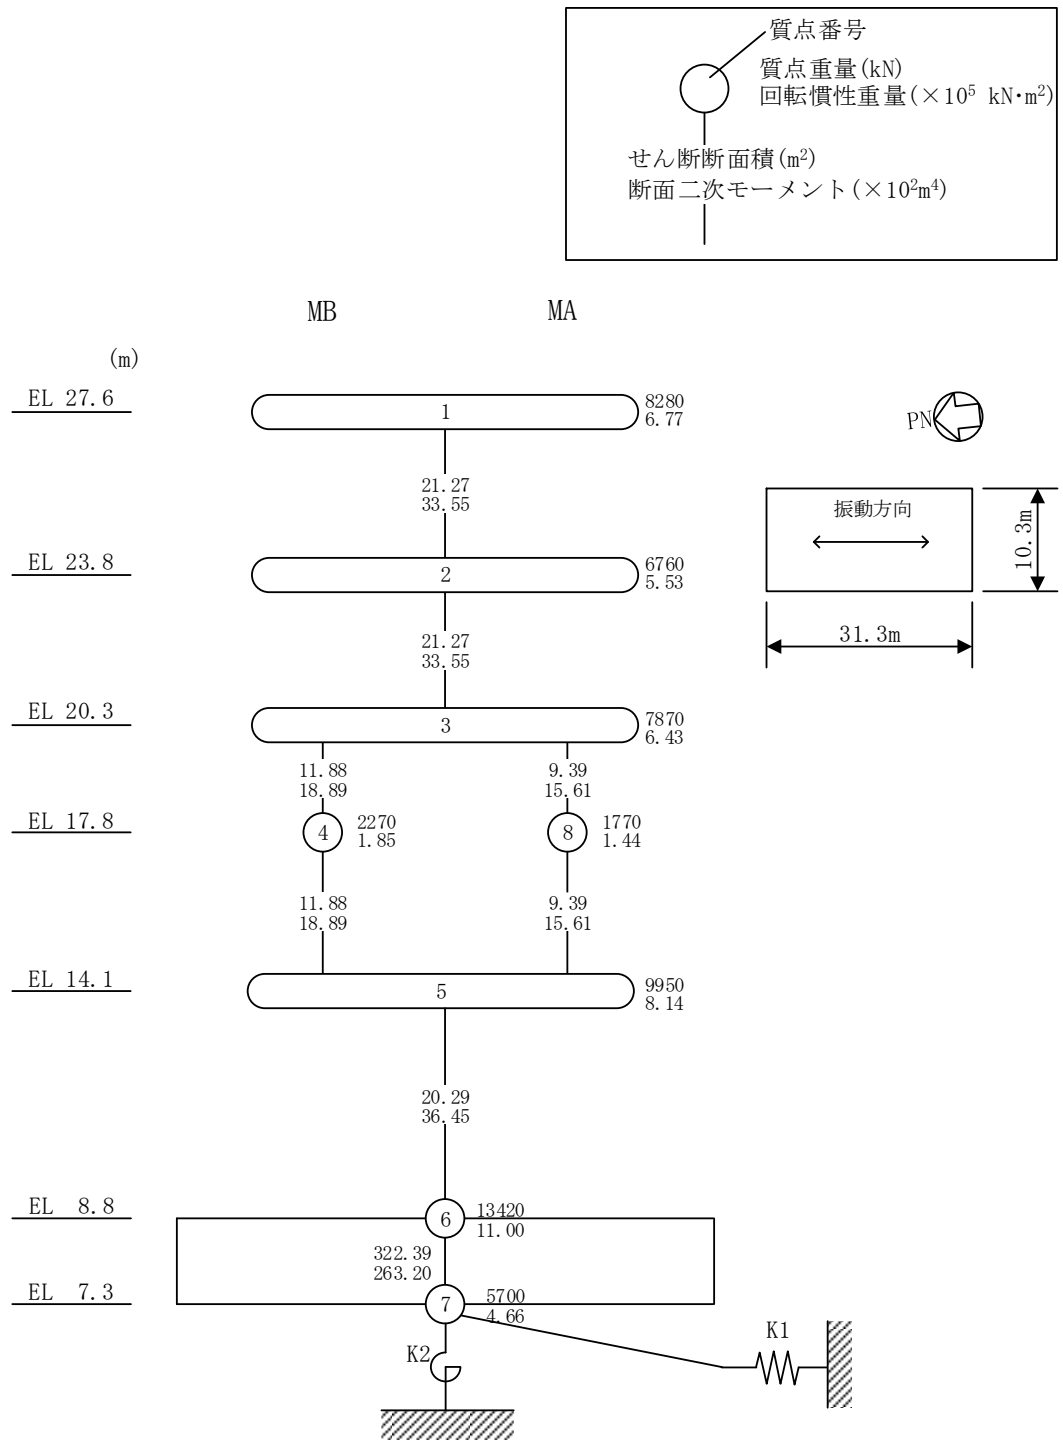 質点番号
質点重量(kN)
回転慣性重量(×10⁵ kN・m²)
せん断断面積(m²)
断面二次モーメント(×10²m⁴)
MB MA
(m)
EL 27.6
1
8280
6.77
PN
21.27
33.55
振動方向
10.3m
31.3m
EL 23.8
2
6760
5.53
21.27
33.55
EL 20.3
3
7870
6.43
11.88
18.89
9.39
15.61
EL 17.8
4
2270
1.85
8
1770
1.44
11.88
18.89
9.39
15.61
EL 14.1
5
9950
8.14
20.29
36.45
EL 8.8
6
13420
11.00
322.39
263.20
EL 7.3
7
5700
4.66
K2
K1